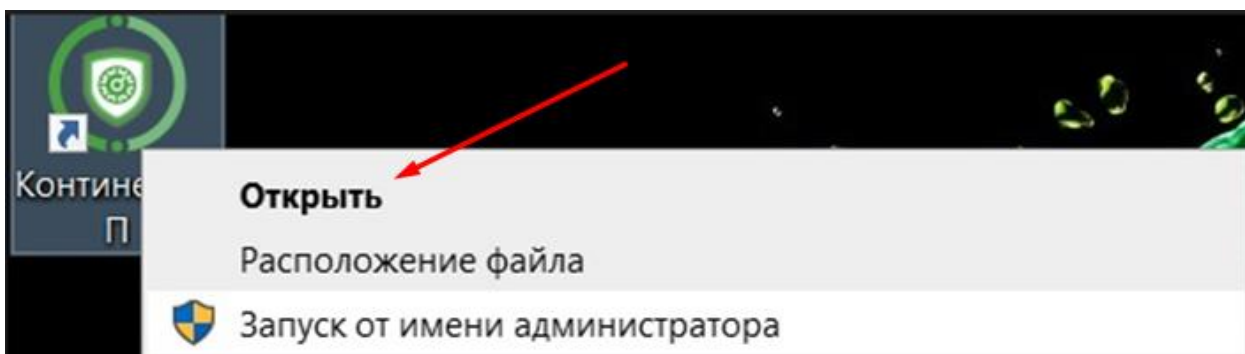 Контине
П
Открыть
Расположение файла
Запуск от имени администратора